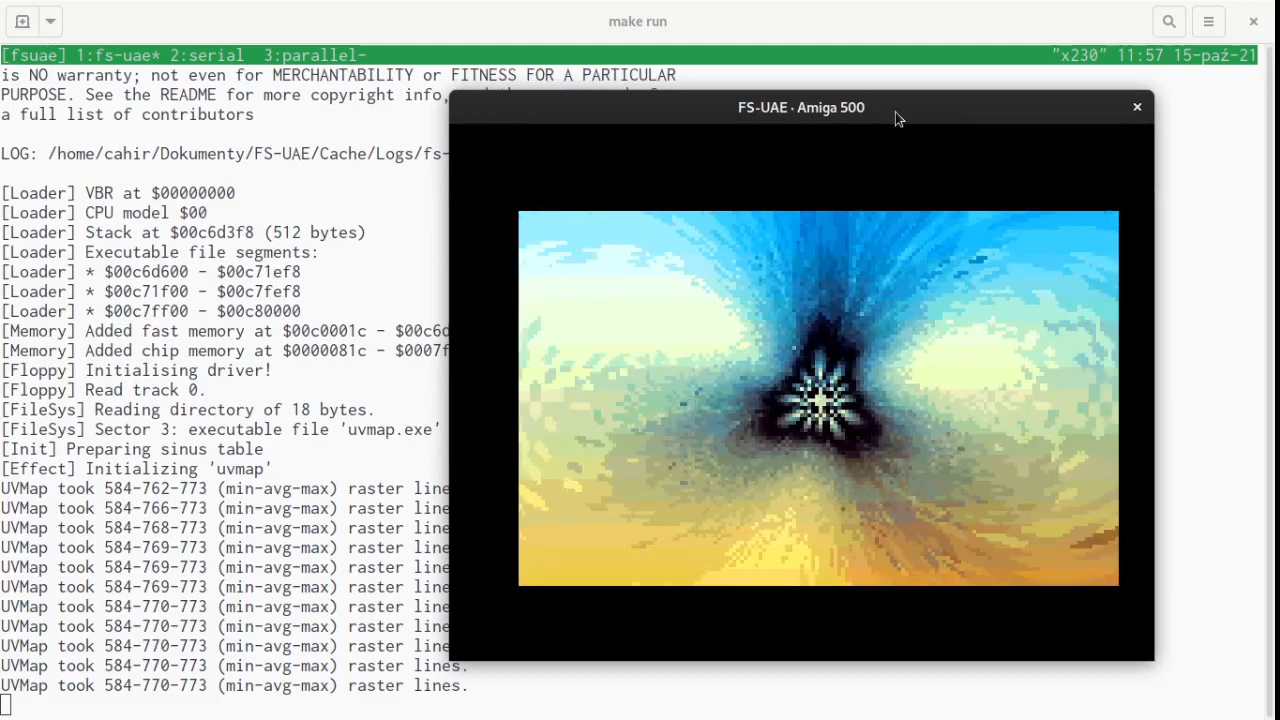 make run
[fsuae] 1:fs-uae* 2:serial 3:parallel- "x230" 11:57 15-paź-21
is NO warranty; not even for MERCHANTABILITY or FITNESS FOR A PARTICULAR
PURPOSE. See the README for more copyright info,
a full list of contributors
FS-UAE · Amiga 500
LOG: /home/cahir/Dokumenty/FS-UAE/Cache/Logs/fs-
[Loader] VBR at $00000000
[Loader] CPU model $00
[Loader] Stack at $00c6d3f8 (512 bytes)
[Loader] Executable file segments:
[Loader] * $00c6d600 - $00c71ef8
[Loader] * $00c71f00 - $00c7fef8
[Loader] * $00c7ff00 - $00c80000
[Memory] Added fast memory at $00c0001c - $00c6d
[Memory] Added chip memory at $0000081c - $0007f
[Floppy] Initialising driver!
[Floppy] Read track 0.
[FileSys] Reading directory of 18 bytes.
[FileSys] Sector 3: executable file 'uvmap.exe'
[Init] Preparing sinus table
[Effect] Initializing 'uvmap'
UVMap took 584-762-773 (min-avg-max) raster line
UVMap took 584-766-773 (min-avg-max) raster line
UVMap took 584-768-773 (min-avg-max) raster line
UVMap took 584-769-773 (min-avg-max) raster line
UVMap took 584-769-773 (min-avg-max) raster line
UVMap took 584-769-773 (min-avg-max) raster line
UVMap took 584-770-773 (min-avg-max) raster line
UVMap took 584-770-773 (min-avg-max) raster line
UVMap took 584-770-773 (min-avg-max) raster line
UVMap took 584-770-773 (min-avg-max) raster lines.
UVMap took 584-770-773 (min-avg-max) raster lines.